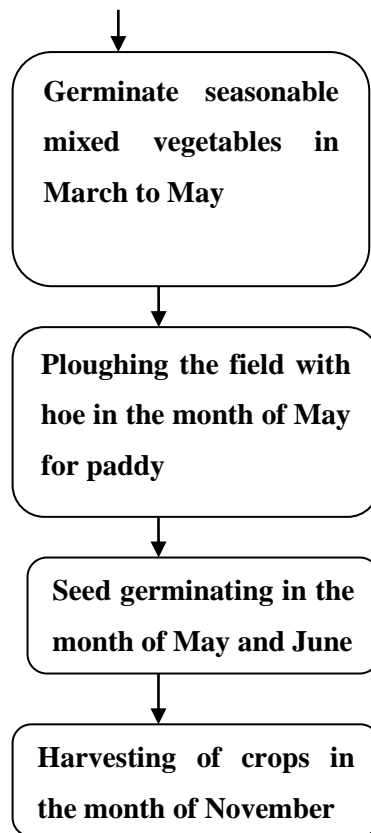 Germinate seasonable
mixed vegetables in
March to May
Ploughing the field with
hoe in the month of May
for paddy
Seed germinating in the
month of May and June
Harvesting of crops in
the month of November